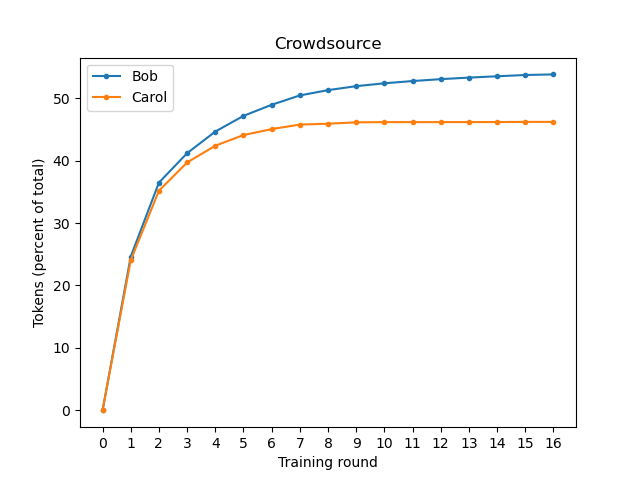 Crowdsource
Bob
Carol
Tokens (percent of total)
50
40
30
20
10
0
0 1 2 3 4 5 6 7 8 9 10 11 12 13 14 15 16
Training round